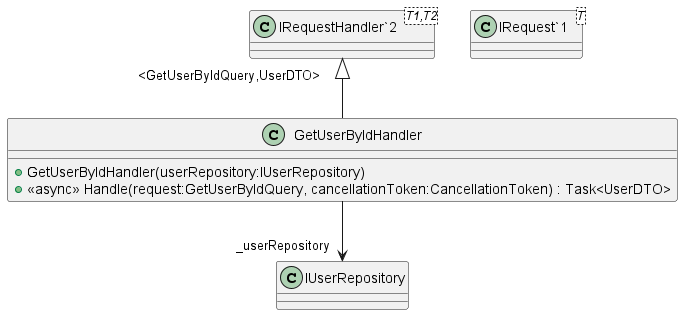 C IRequestHandler`2 T1,T2
C IRequest`1 T
<GetUserByIdQuery,UserDTO>
C GetUserByIdHandler
GetUserByIdHandler(userRepository:IUserRepository)
«async» Handle(request:GetUserByIdQuery, cancellationToken:CancellationToken) : Task<UserDTO>
_userRepository
C IUserRepository